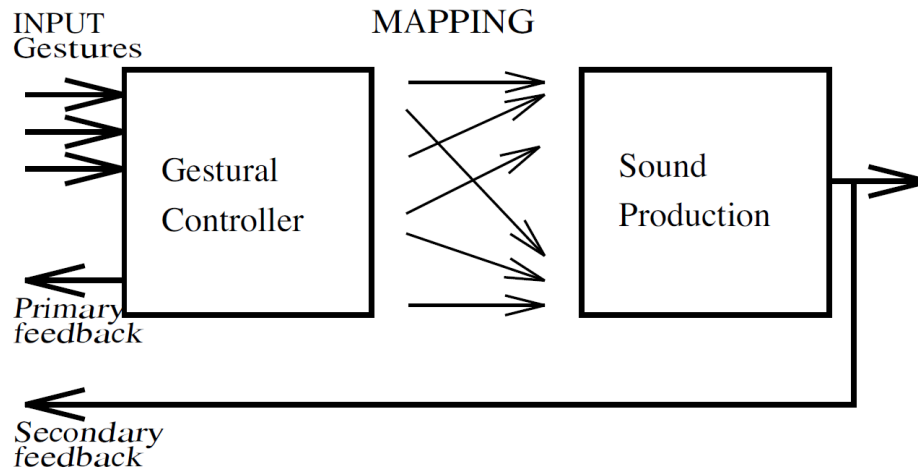 INPUT
Gestures
MAPPING
Gestural
Controller
Sound
Production
Primary
feedback
Secondary
feedback